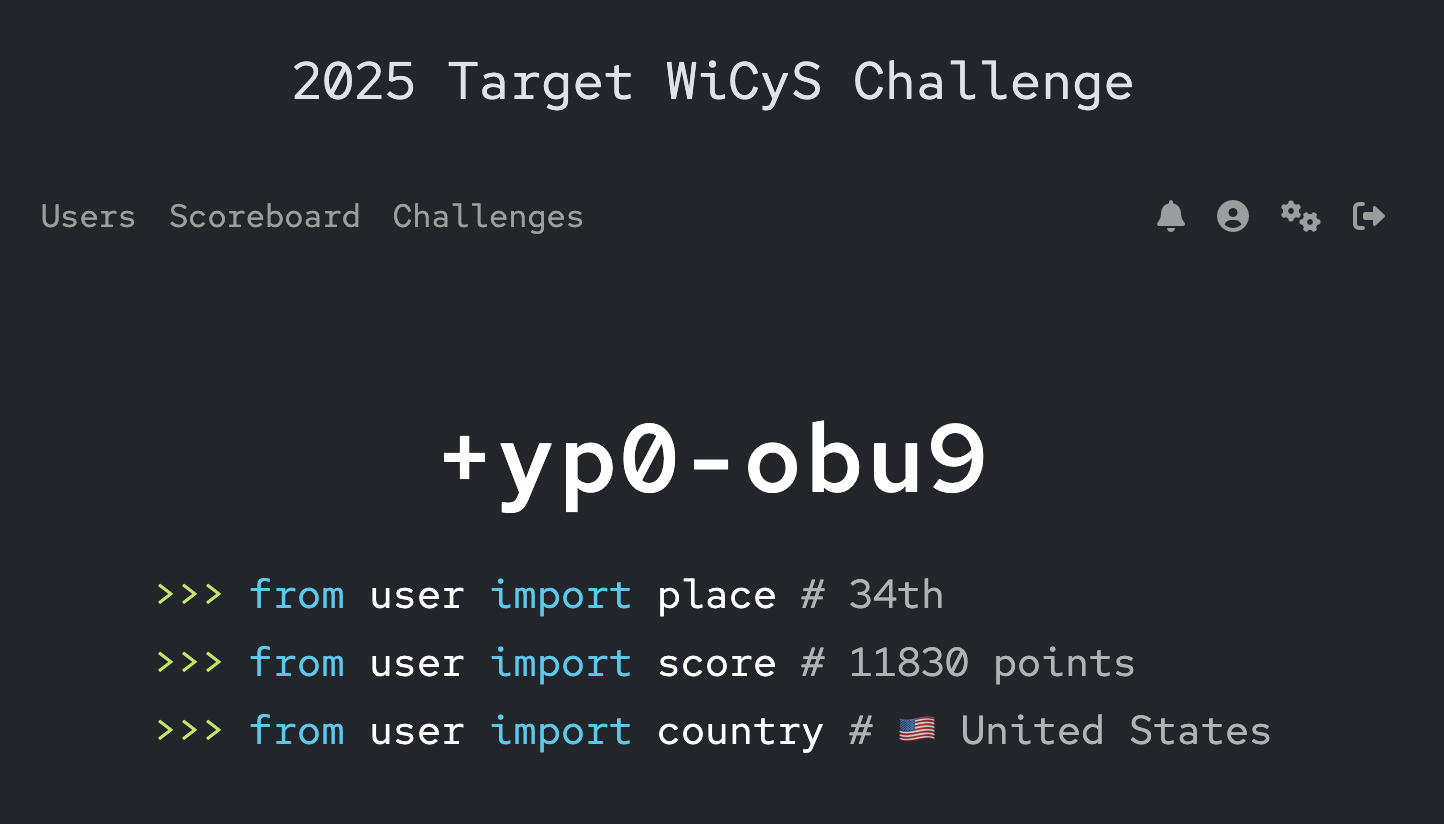 2025 Target WiCyS Challenge
Users Scoreboard Challenges
+yp0-obu9
>>> from user import place # 34th
>>> from user import score # 11830 points
>>> from user import country # 🇺🇸 United States